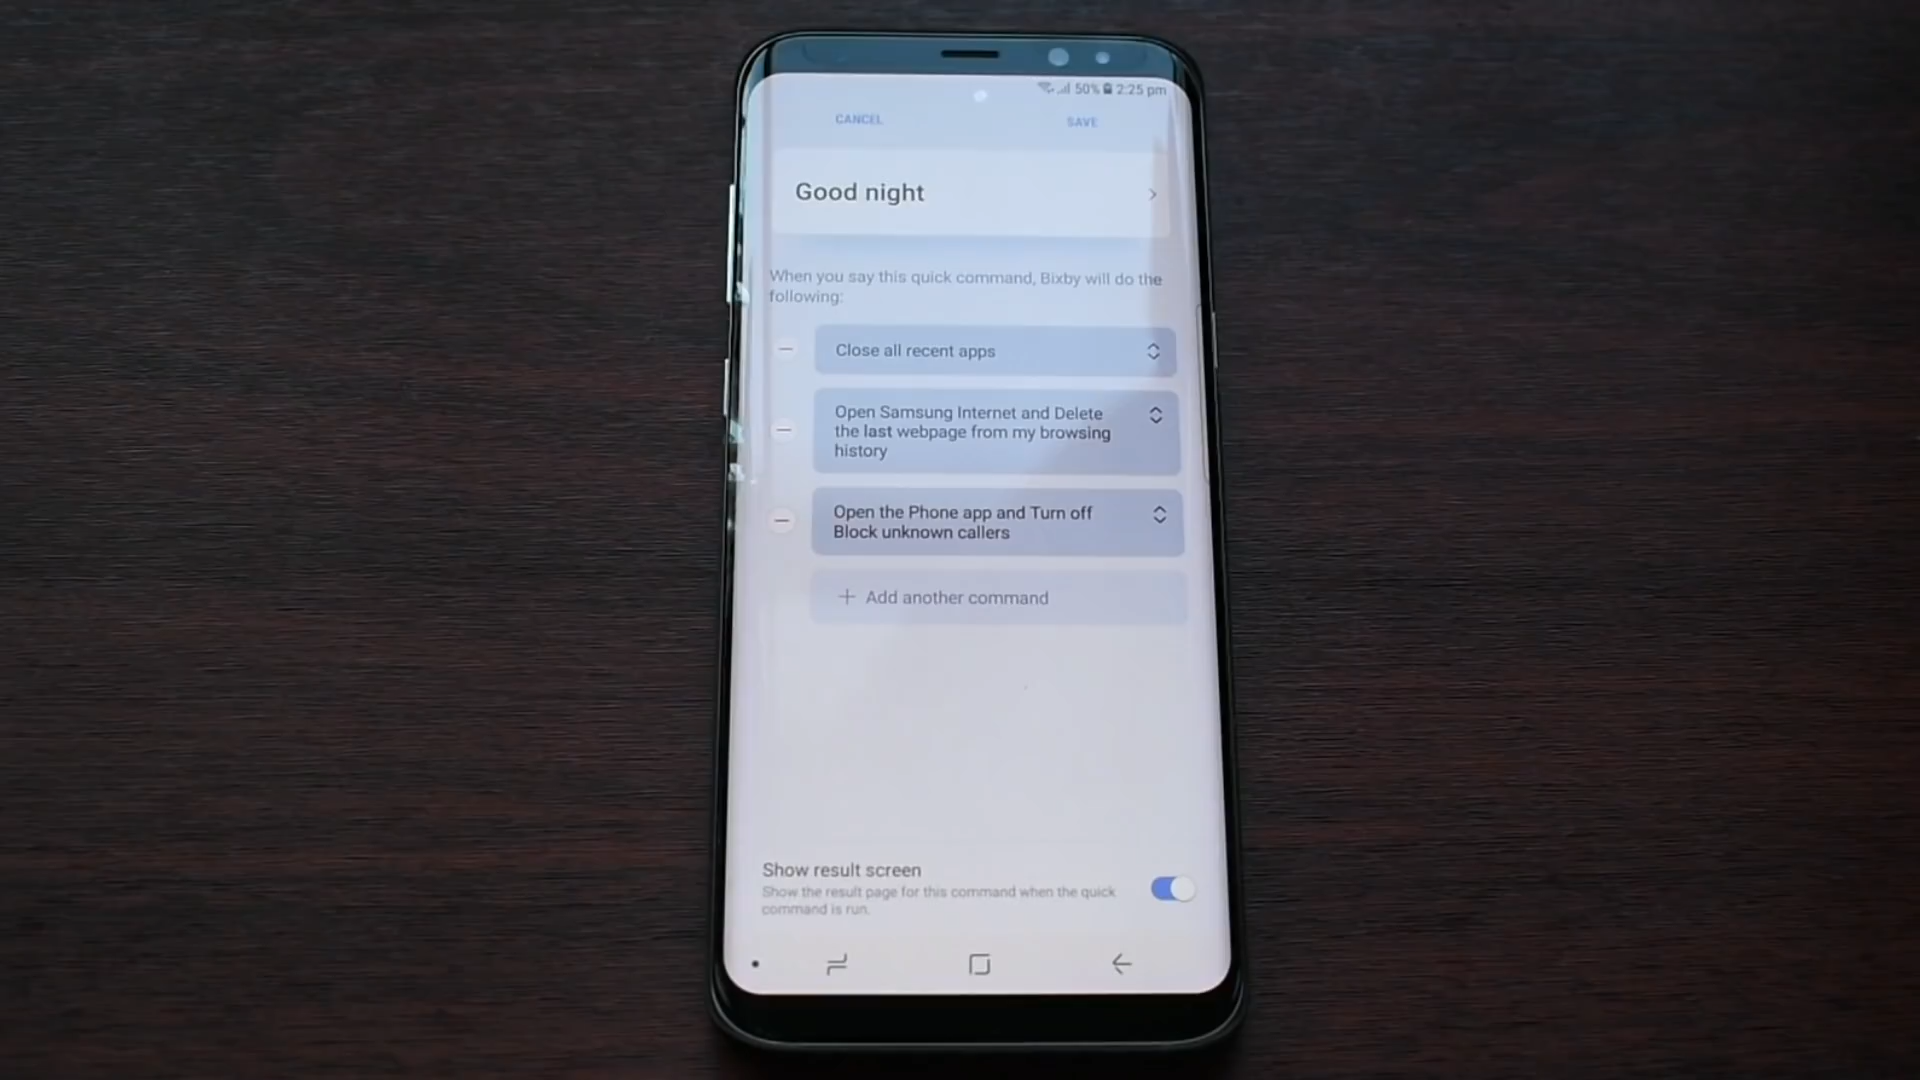 50% 2:25 pm
CANCEL SAVE
Good night
When you say this quick command, Bixby will do the
following:
Close all recent apps
Open Samsung Internet and Delete
the last webpage from my browsing
history
Open the Phone app and Turn off
Block unknown callers
Add another command
Show result screen
Show the result page for this command when the quick
command is run.